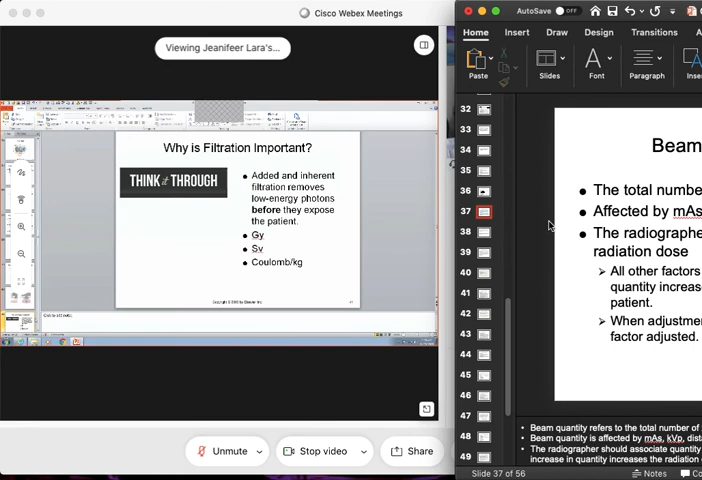 Cisco Webex Meetings
Viewing Jeanifeer Lara's...
Why is Filtration Important?
THINK it THROUGH
● Added and inherent
filtration removes
low-energy photons
before they expose
the patient.
● Gy
● Sv
● Coulomb/kg
Unmute
Stop video
Share
AutoSave OFF
Home Insert Draw Design Transitions
Paste
Slides
Font
Paragraph
32
33
34
35
36
37
38
39
40
41
42
43
44
45
46
47
48
49
Beam
● The total numbe
● Affected by mAs
● The radiographe
radiation dose
➢ All other factors
quantity increase
patient.
➢ When adjustmer
factor adjusted.
• Beam quantity refers to the total number of
• Beam quantity is affected by mAs, kVp, dist
• The radiographer should associate quantity
increase in quantity increases the radiation
Slide 37 of 56
Notes